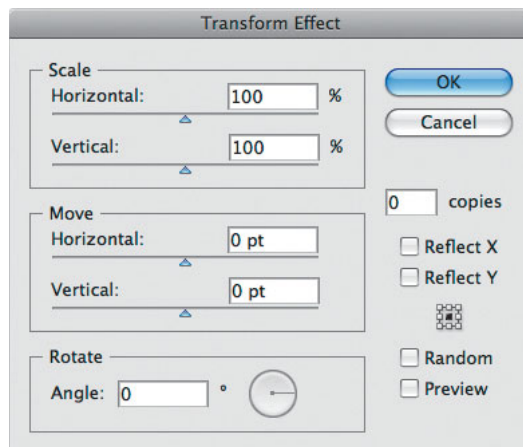 Transform Effect
Scale
Horizontal: 100 %
Vertical: 100 %
Move
Horizontal: 0 pt
Vertical: 0 pt
Rotate
Angle: 0 °
OK
Cancel
0 copies
Reflect X
Reflect Y
Random
Preview